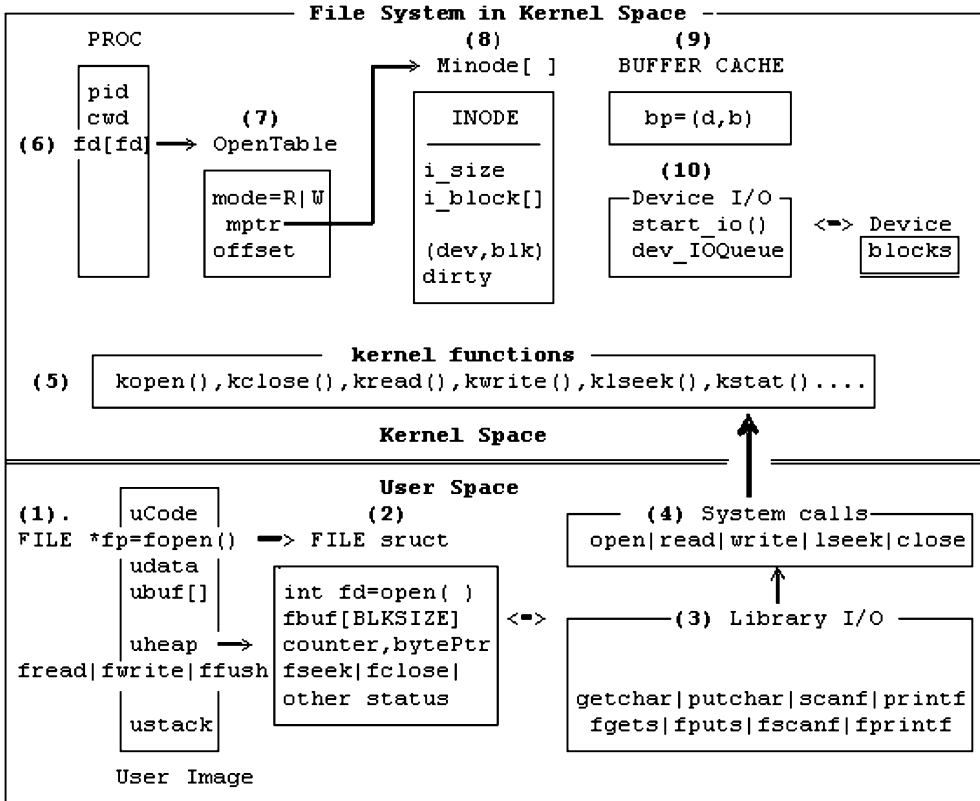 File System in Kernel Space
PROC
(8)
(9)
Minode[ ]
BUFFER CACHE
pid
cwd
(7)
INODE
bp=(d,b)
(6) fd[fd]
OpenTable
i_size
(10)
mode=R|W
i_block[]
Device I/O
mptr
start_io()
<=> Device
offset
(dev,blk)
dev_IOQueue
blocks
dirty
kernel functions
(5)
kopen(),kclose(),kread(),kwrite(),klseek(),kstat()....
Kernel Space
User Space
(1).
uCode
(2)
(4) System calls
FILE *fp=fopen()
FILE sruct
open|read|write|lseek|close
udata
ubuf[]
int fd=open( )
fbuf[BLKSIZE]
<=>
(3) Library I/O
uheap
counter,bytePtr
fread|fwrite|ffush
fseek|fclose|
other status
getchar|putchar|scanf|printf
ustack
fgets|fputs|fscanf|fprintf
User Image